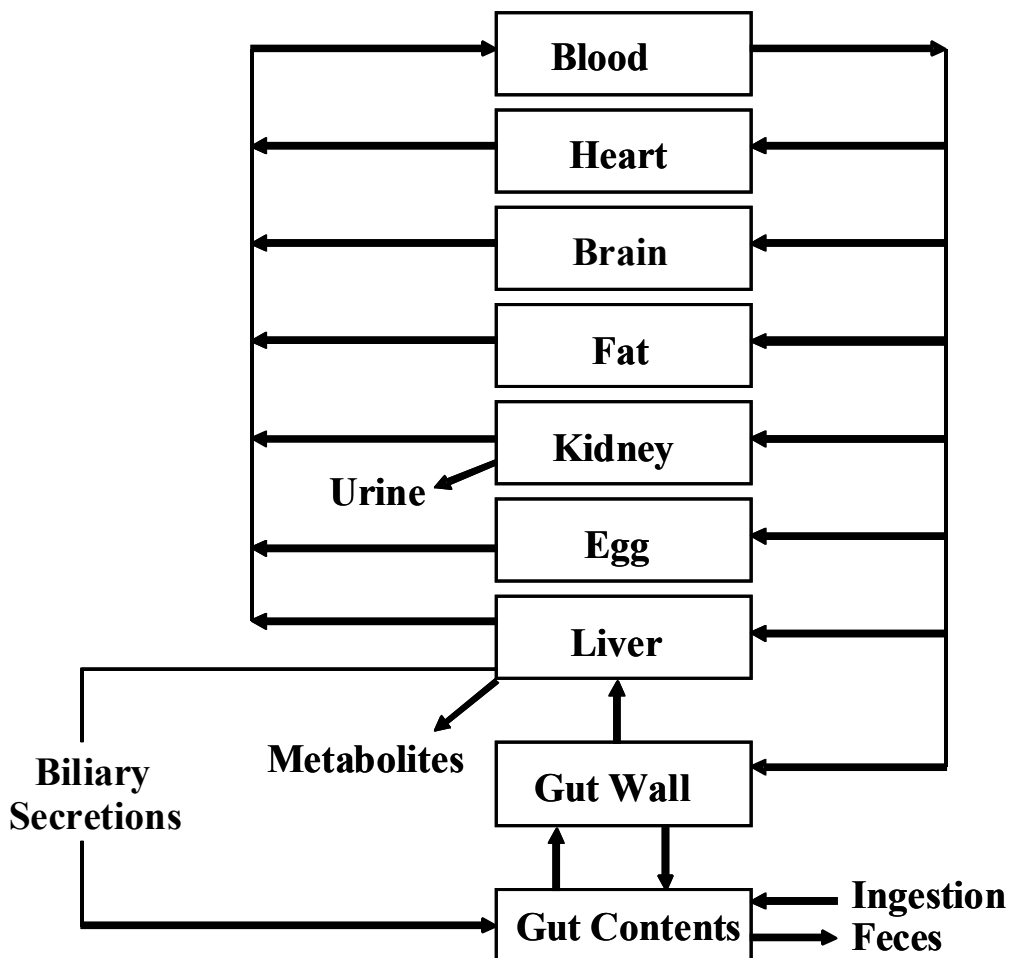 Blood
Heart
Brain
Fat
Kidney
Urine
Egg
Liver
Metabolites
Biliary
Secretions
Gut Wall
Gut Contents
Ingestion
Feces